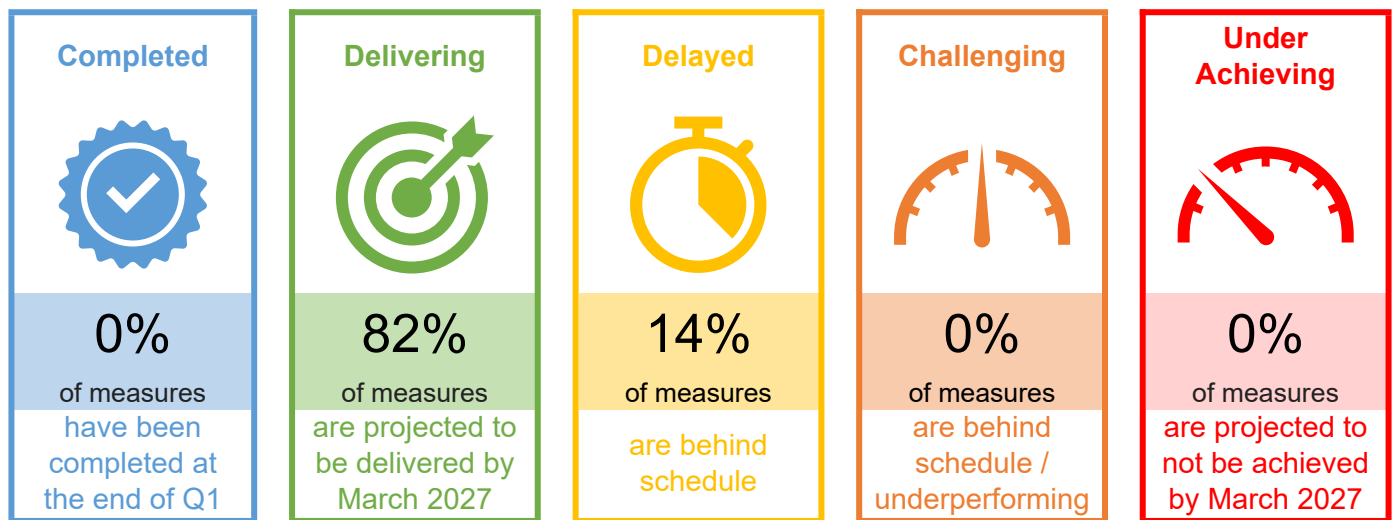 Completed
0%
of measures
have been
completed at
the end of Q1
Delivering
82%
of measures
are projected to
be delivered by
March 2027
Delayed
14%
of measures
are behind
schedule
Challenging
0%
of measures
are behind
schedule /
underperforming
Under
Achieving
0%
of measures
are projected to
not be achieved
by March 2027